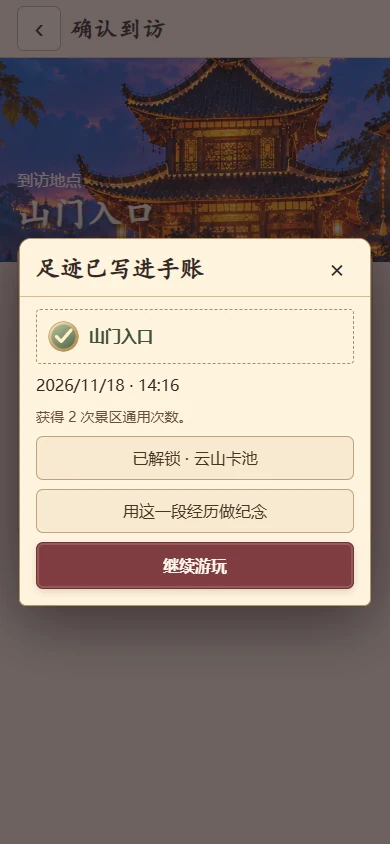 确认到访
到访地点
山门入口
足迹已写进手账
×
山门入口
2026/11/18 · 14:16
获得 2 次景区通用次数。
已解锁 · 云山卡池
用这一段经历做纪念
继续游玩